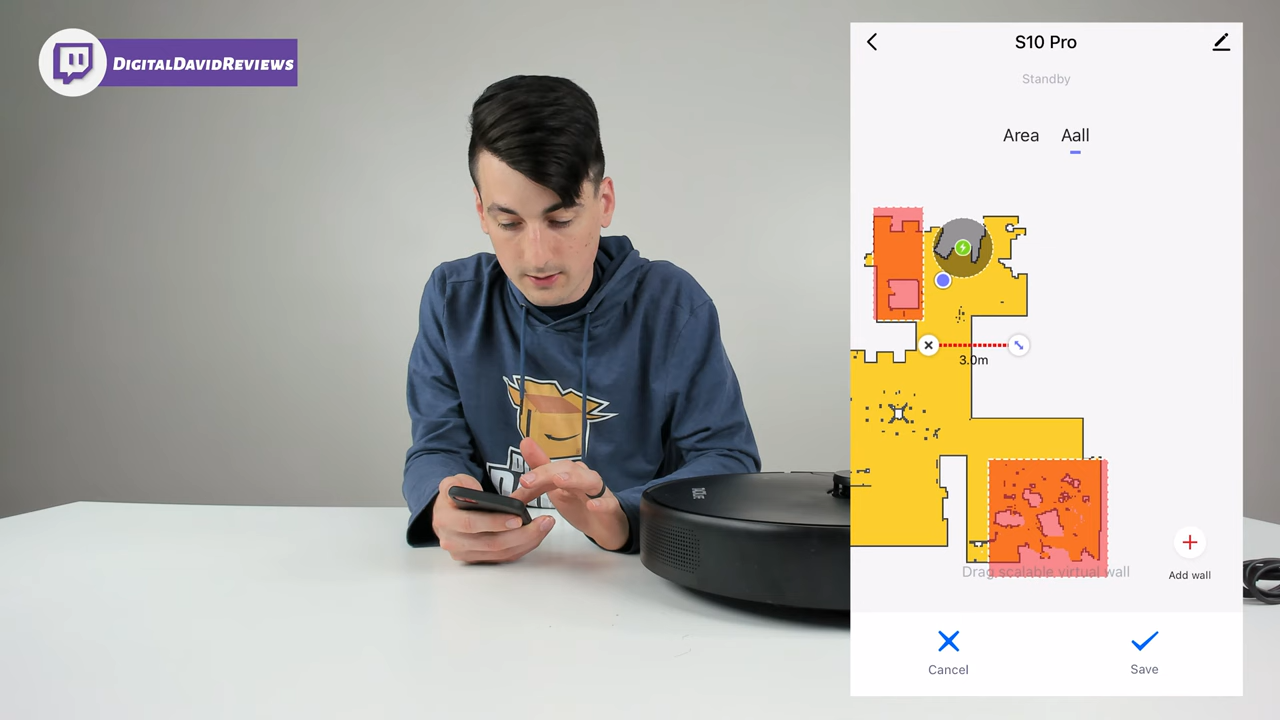 DIGITALDAVIDREVIEWS
S10 Pro
Standby
Area Aall
3.0m
Drag scalable virtual wall
Add wall
Cancel Save